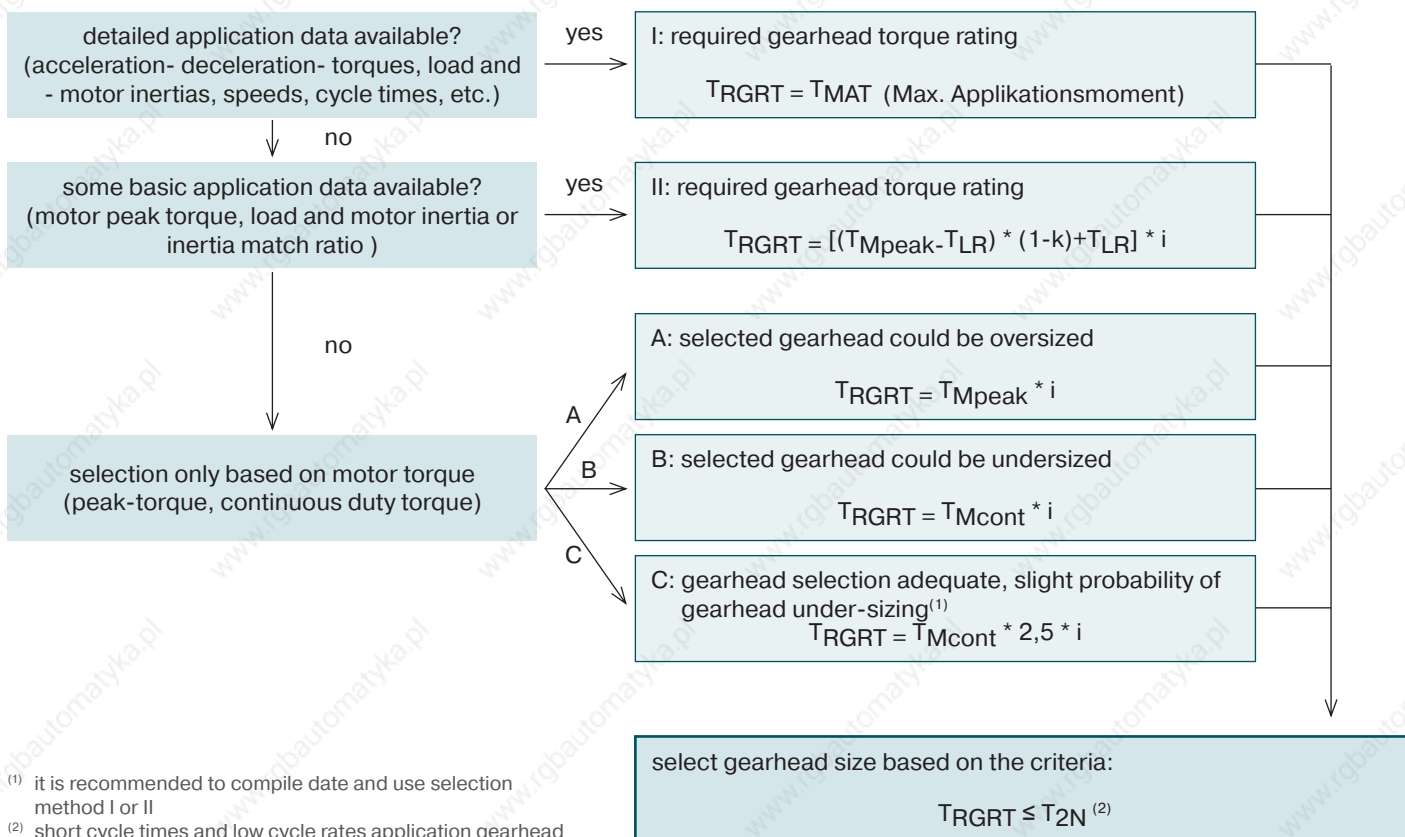 detailed application data available?
(acceleration- deceleration- torques, load and
- motor inertias, speeds, cycle times, etc.)
yes
I: required gearhead torque rating
TRGRT = TMAT (Max. Applikationsmoment)
no
some basic application data available?
(motor peak torque, load and motor inertia or
inertia match ratio )
yes
II: required gearhead torque rating
TRGRT = [(TMpeak-TLR) * (1-k)+TLR] * i
no
A: selected gearhead could be oversized
TRGRT = TMpeak * i
A
selection only based on motor torque
(peak-torque, continuous duty torque)
B
B: selected gearhead could be undersized
TRGRT = TMcont * i
C
C: gearhead selection adequate, slight probability of
gearhead under-sizing(1)
TRGRT = TMcont * 2,5 * i
select gearhead size based on the criteria:
TRGRT ≤ T2N (2)
(1) it is recommended to compile date and use selection
method I or II
(2) short cycle times and low cycle rates application gearhead
www.rgbautomatyka.pl